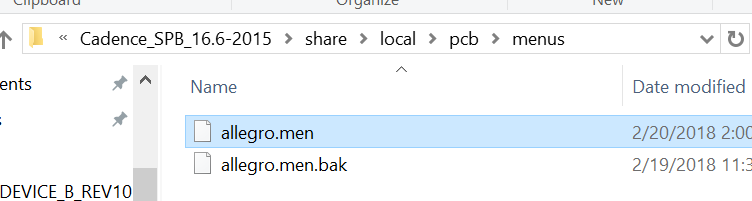 Clipboard Organize New
« Cadence_SPB_16.6-2015 > share > local > pcb > menus
ents
Name Date modified
allegro.men 2/20/2018 2:00
allegro.men.bak 2/19/2018 11:3
DEVICE_B_REV10